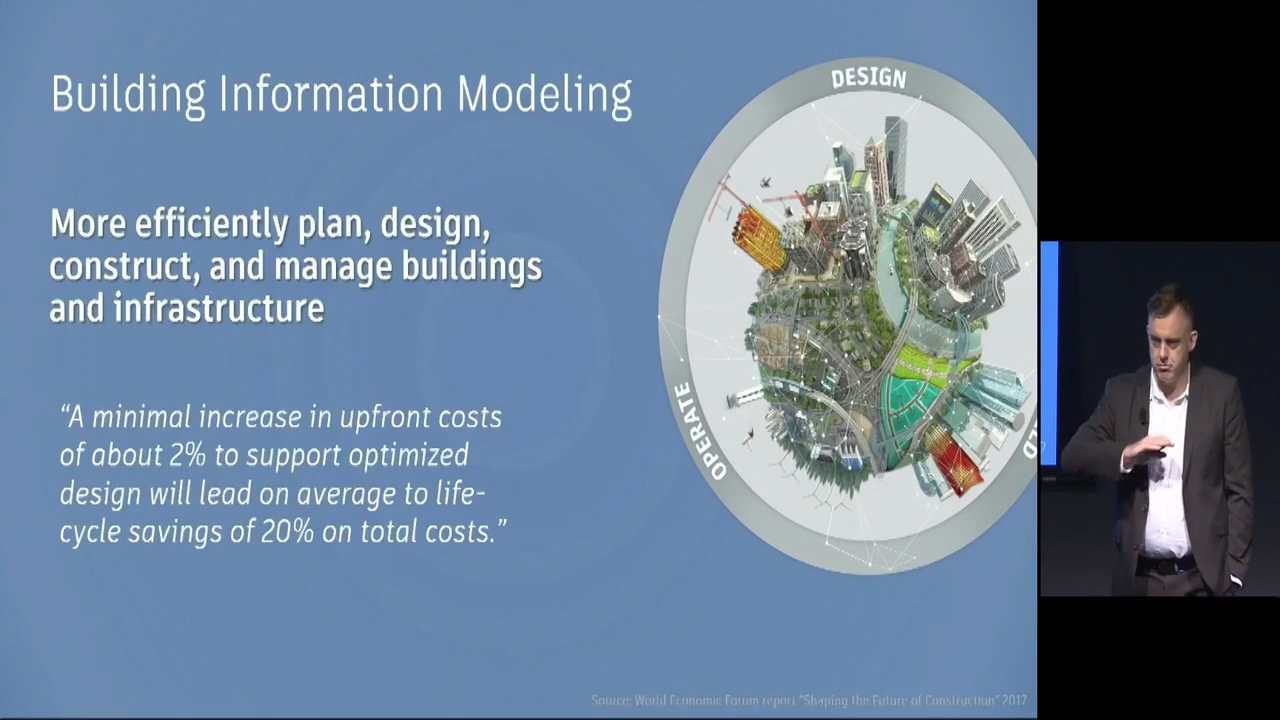 Building Information Modeling
DESIGN
More efficiently plan, design,
construct, and manage buildings
and infrastructure
OPERATE
“A minimal increase in upfront costs
of about 2% to support optimized
design will lead on average to life-
cycle savings of 20% on total costs.”
Source: World Economic Forum report “Shaping the Future of Construction” 2017